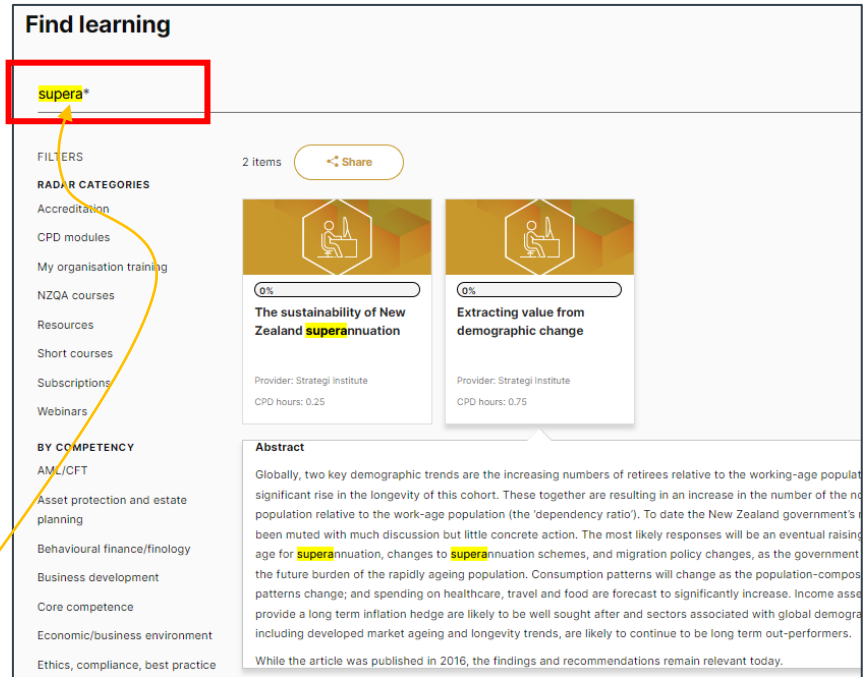 Find learning
supera*
FILTERS
2 items
Share
RADAR CATEGORIES
Accreditation
CPD modules
My organisation training
NZQA courses
Resources
Short courses
Subscriptions
Webinars
BY COMPETENCY
AML/CFT
Asset protection and estate
planning
Behavioural finance/finology
Business development
Core competence
Economic/business environment
Ethics, compliance, best practice
0%
The sustainability of New
Zealand superannuation
Provider: Strategi Institute
CPD hours: 0.25
0%
Extracting value from
demographic change
Provider: Strategi Institute
CPD hours: 0.75
Abstract
Globally, two key demographic trends are the increasing numbers of retirees relative to the working-age
significant rise in the longevity of this cohort. These together are resulting in an increase in the number of the
population relative to the work-age population (the 'dependency ratio'). To date the New Zealand government's
been muted with much discussion but little concrete action. The most likely responses will be an eventual raising
age for superannuation, changes to superannuation schemes, and migration policy changes, as the government
the future burden of the rapidly ageing population. Consumption patterns will change as the
patterns change; and spending on healthcare, travel and food are forecast to significantly increase. Income
provide a long term inflation hedge are likely to be well sought after and sectors associated with global
including developed market ageing and longevity trends, are likely to continue to be long term out-performers.
While the article was published in 2016, the findings and recommendations remain relevant today.